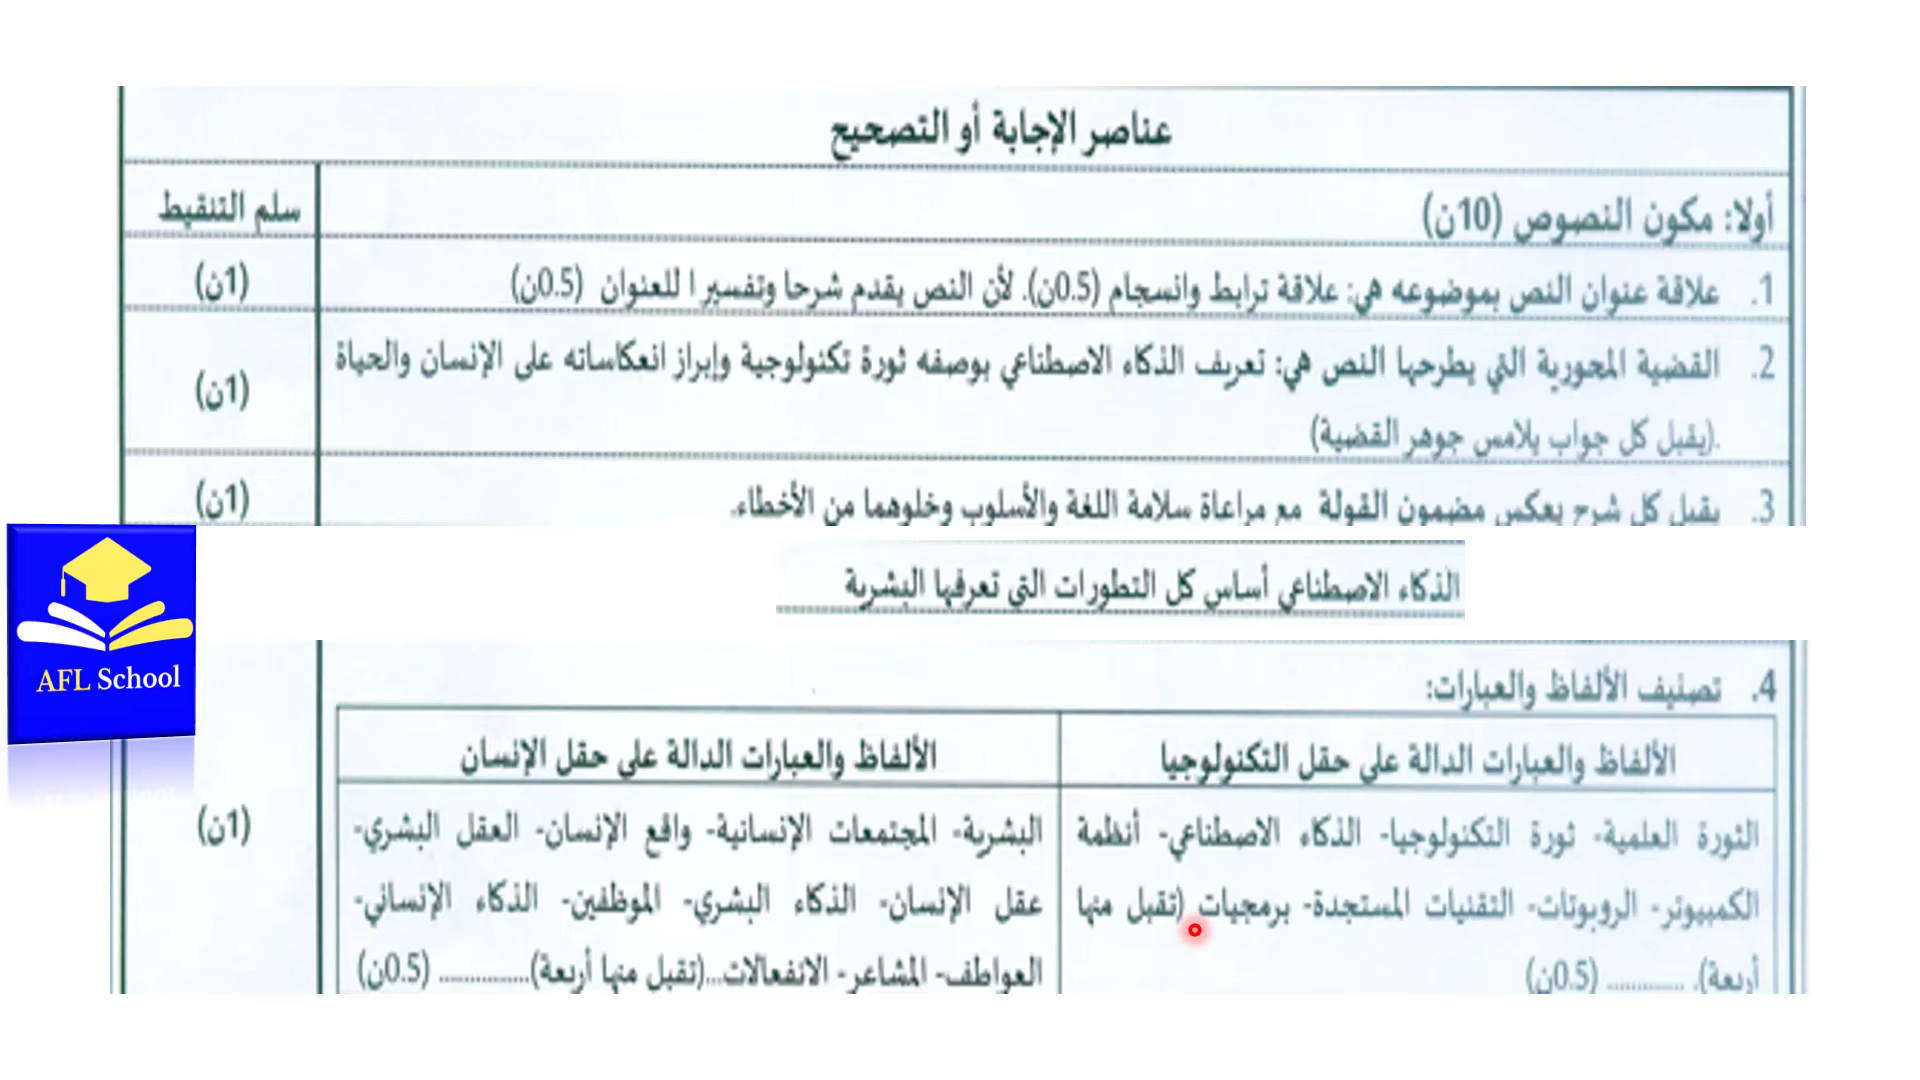 عناصر الإجابة أو التصحيح
أولا: مكون النصوص (10ن)
سلم التنقيط
1. علاقة عنوان النص بموضوعه هي: علاقة ترابط وانسجام (0.5ن). لأن النص يقدم شرحا وتفسيرا للعنوان (0.5ن)
(1ن)
2. القضية المحورية التي يطرحها النص هي: تعريف الذكاء الاصطناعي بوصفه ثورة تكنولوجية وإبراز انعكاساته على الإنسان والحياة
.(يقبل كل جواب يلامس جوهر القضية)
(1ن)
3. يقبل كل شرح يعكس مضمون القولة مع مراعاة سلامة اللغة والأسلوب وخلوهما من الأخطاء.
(1ن)
الذكاء الاصطناعي أساس كل التطورات التي تعرفها البشرية
AFL School
4. تصنيف الألفاظ والعبارات:
الألفاظ والعبارات الدالة على حقل التكنولوجيا
الألفاظ والعبارات الدالة على حقل الإنسان
الثورة العلمية- ثورة التكنولوجيا- الذكاء الاصطناعي- أنظمة
الكمبيوتر- الروبوتات- التقنيات المستجدة- برمجيات (تقبل منها
أربعة). ............. (0.5ن)
البشرية- المجتمعات الإنسانية- واقع الإنسان- العقل البشري-
عقل الإنسان- الذكاء البشري- الموظفين- الذكاء الإنساني-
العواطف- المشاعر- الانفعالات...(تقبل منها أربعة)............... (0.5ن)
(1ن)